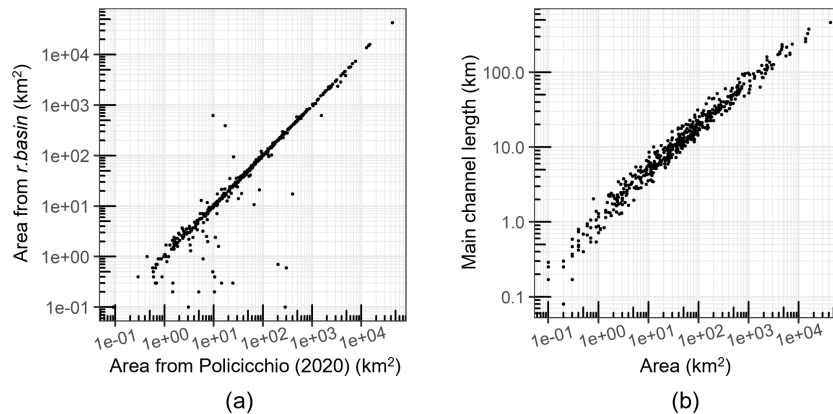 1e+04
1e+03
1e+02
1e+01
1e+00
1e-01
Area from r.basin (km²)
1e-01 1e+00 1e+01 1e+02 1e+03 1e+04
Area from Policicchio (2020) (km²)
(a)
100.0
10.0
1.0
0.1
Main channel length (km)
1e-01 1e+00 1e+01 1e+02 1e+03 1e+04
Area (km²)
(b)